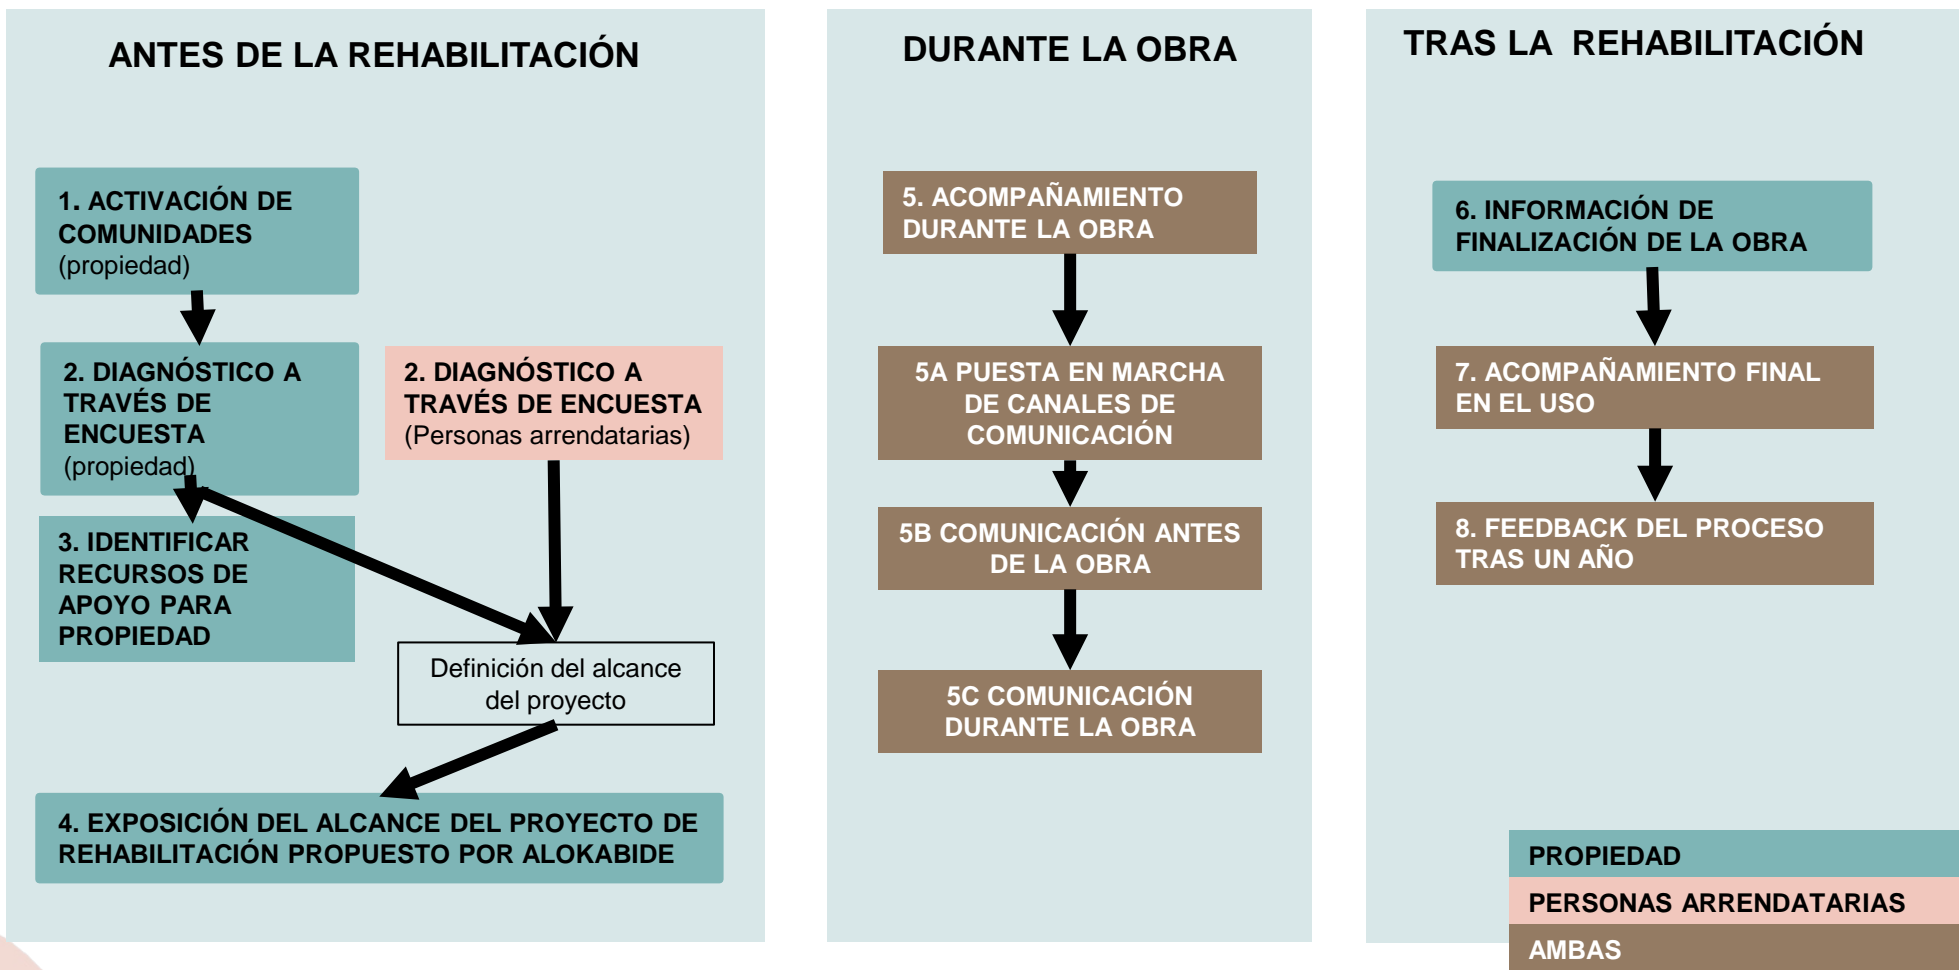 ANTES DE LA REHABILITACIÓN
1. ACTIVACIÓN DE
COMUNIDADES
(propiedad)
2. DIAGNÓSTICO A
TRAVÉS DE
ENCUESTA
(propiedad)
2. DIAGNÓSTICO A
TRAVÉS DE ENCUESTA
(Personas arrendatarias)
3. IDENTIFICAR
RECURSOS DE
APOYO PARA
PROPIEDAD
Definición del alcance
del proyecto
4. EXPOSICIÓN DEL ALCANCE DEL PROYECTO DE
REHABILITACIÓN PROPUESTO POR ALOKABIDE
DURANTE LA OBRA
5. ACOMPAÑAMIENTO
DURANTE LA OBRA
5A PUESTA EN MARCHA
DE CANALES DE
COMUNICACIÓN
5B COMUNICACIÓN ANTES
DE LA OBRA
5C COMUNICACIÓN
DURANTE LA OBRA
TRAS LA REHABILITACIÓN
6. INFORMACIÓN DE
FINALIZACIÓN DE LA OBRA
7. ACOMPAÑAMIENTO FINAL
EN EL USO
8. FEEDBACK DEL PROCESO
TRAS UN AÑO
PROPIEDAD
PERSONAS ARRENDATARIAS
AMBAS